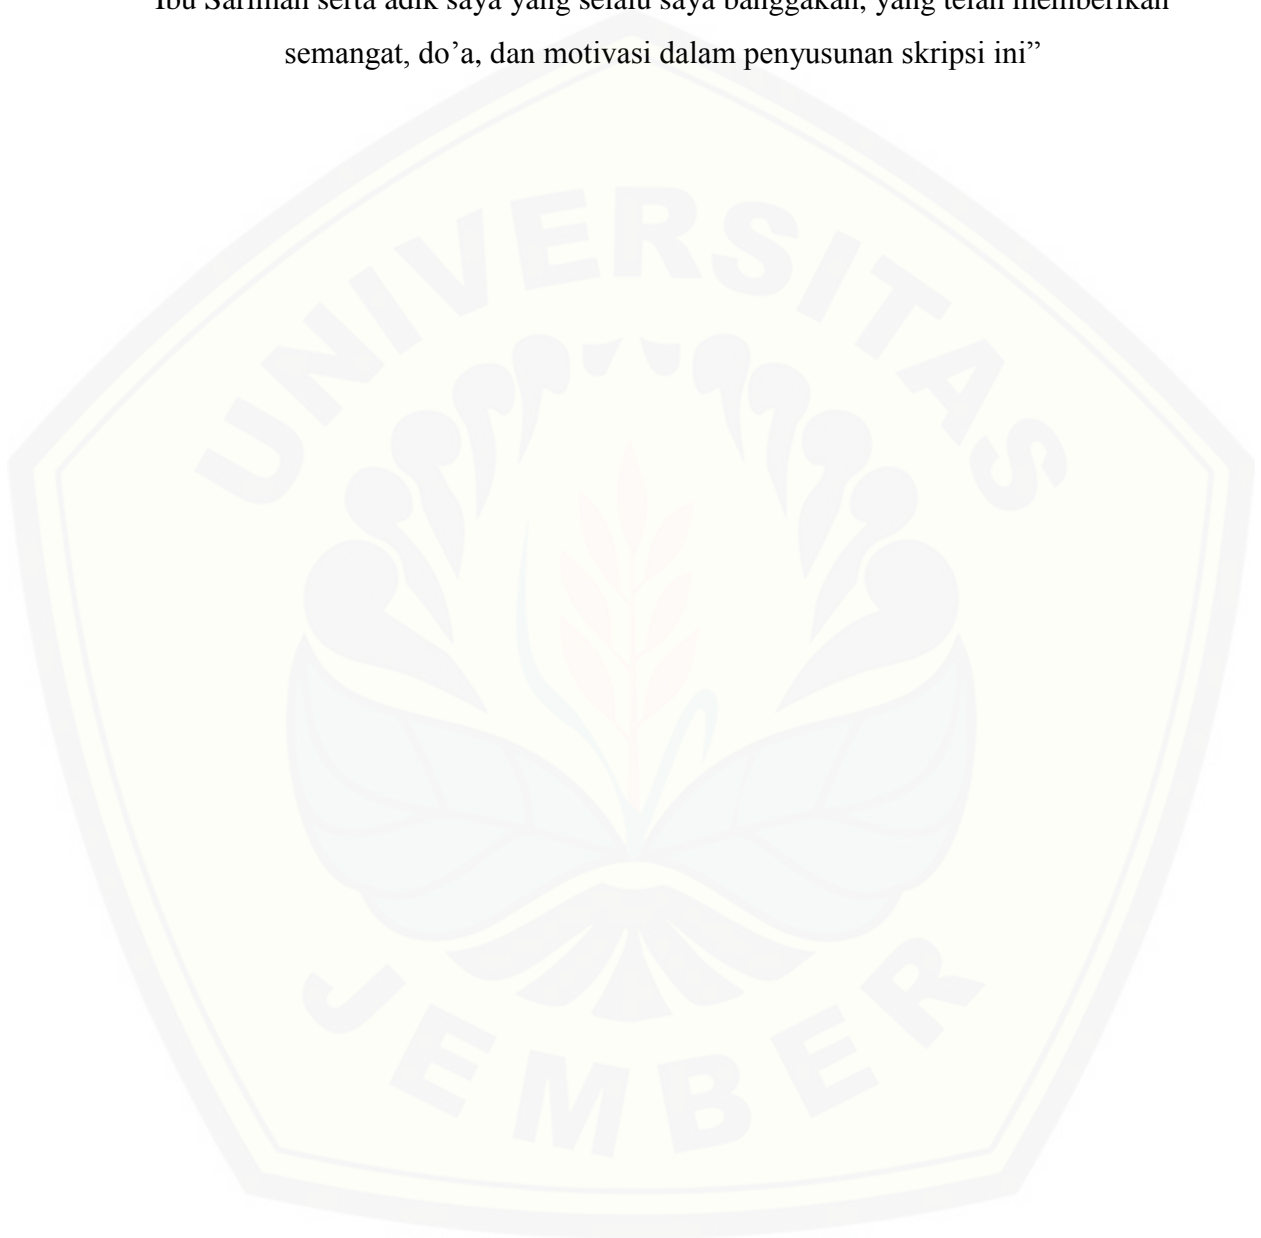 Ibu Sariman serta adik saya yang selalu saya banggakan, yang telah memberikan
semangat, do’a, dan motivasi dalam penyusunan skripsi ini”
UNIVERSITAS
JEMBER